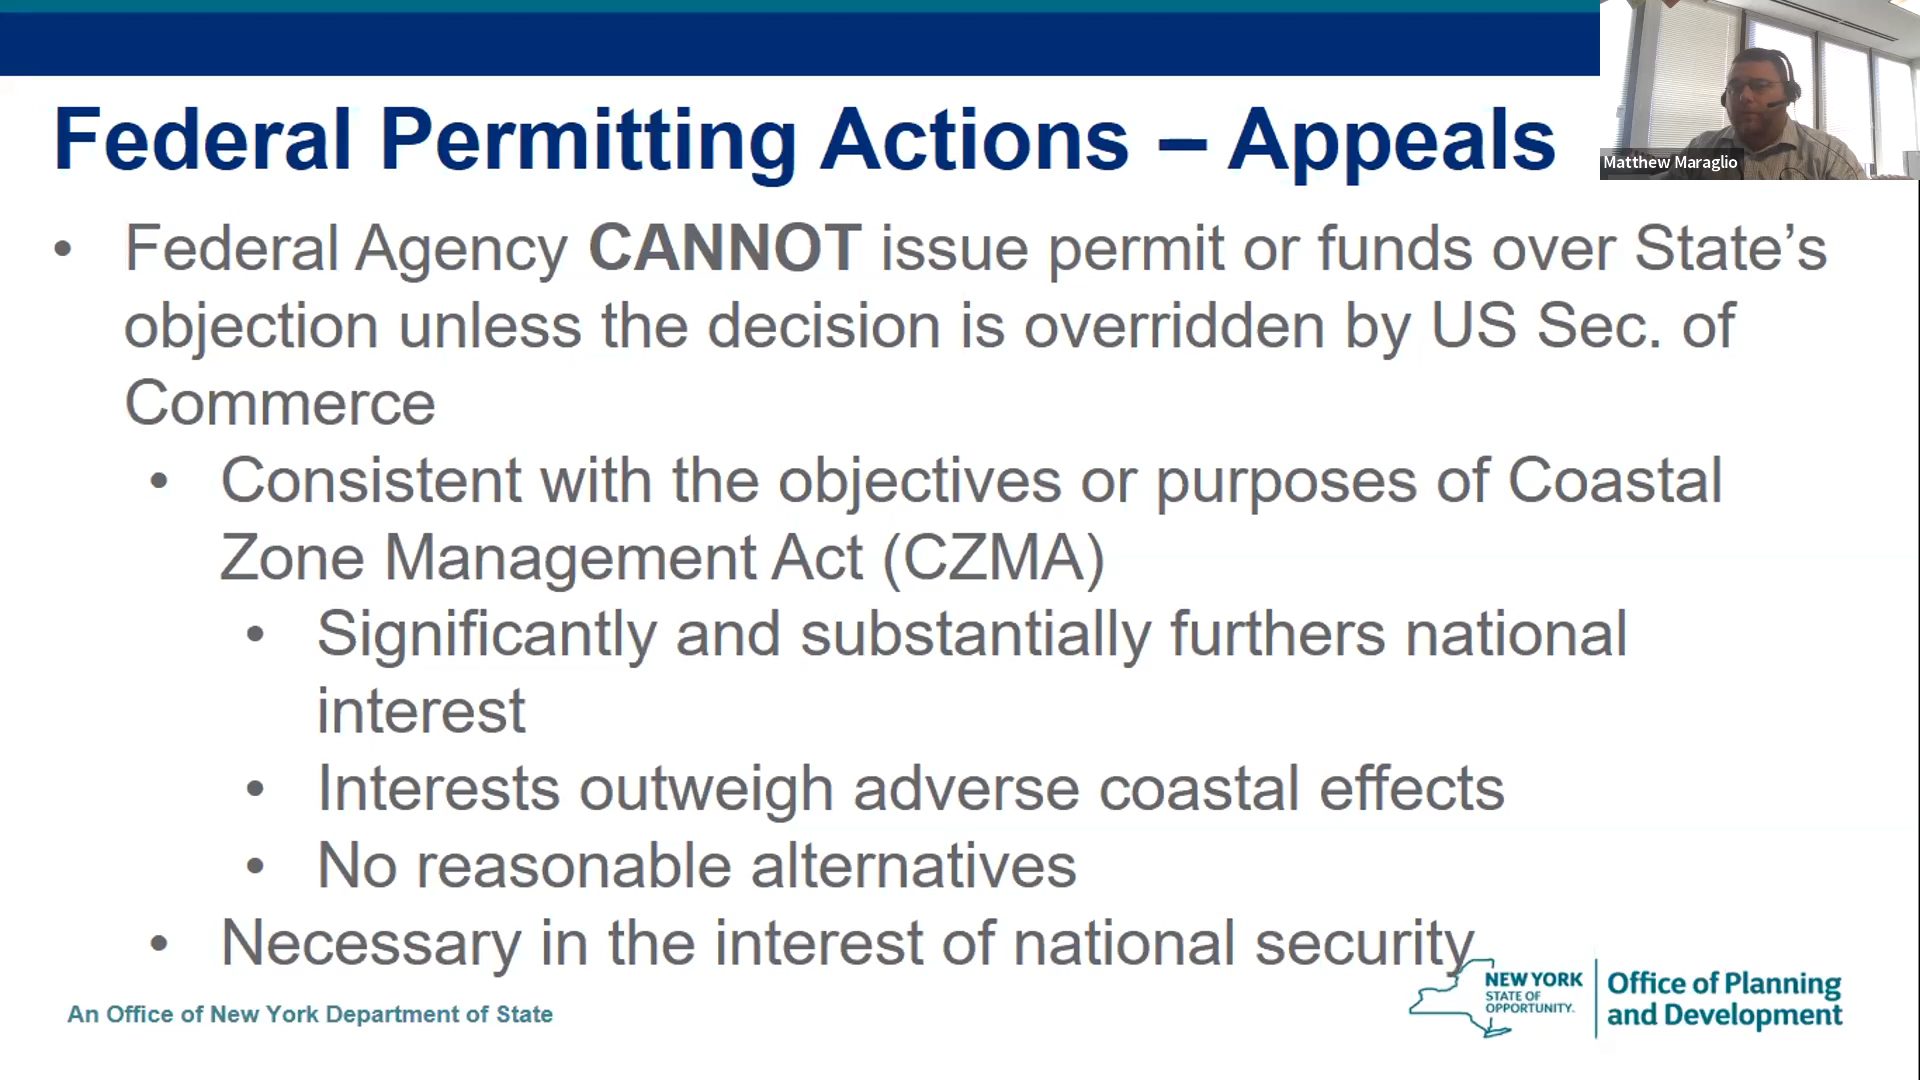 Federal Permitting Actions – Appeals
Matthew Maraglio
• Federal Agency CANNOT issue permit or funds over State’s
objection unless the decision is overridden by US Sec. of
Commerce
• Consistent with the objectives or purposes of Coastal
Zone Management Act (CZMA)
• Significantly and substantially furthers national
interest
• Interests outweigh adverse coastal effects
• No reasonable alternatives
• Necessary in the interest of national security
An Office of New York Department of State
NEW YORK
STATE OF
OPPORTUNITY.
Office of Planning
and Development